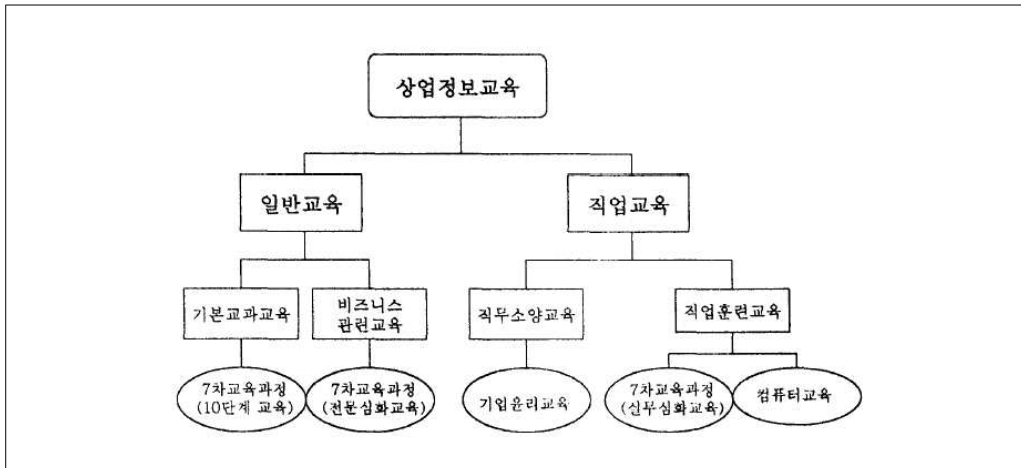 상업정보교육
일반교육
직업교육
기본교과교육
비즈니스
관련교육
직무소양교육
직업훈련교육
7차교육과정
(10단계 교육)
7차교육과정
(전문심화교육)
기업윤리교육
7차교육과정
(실무심화교육)
컴퓨터교육